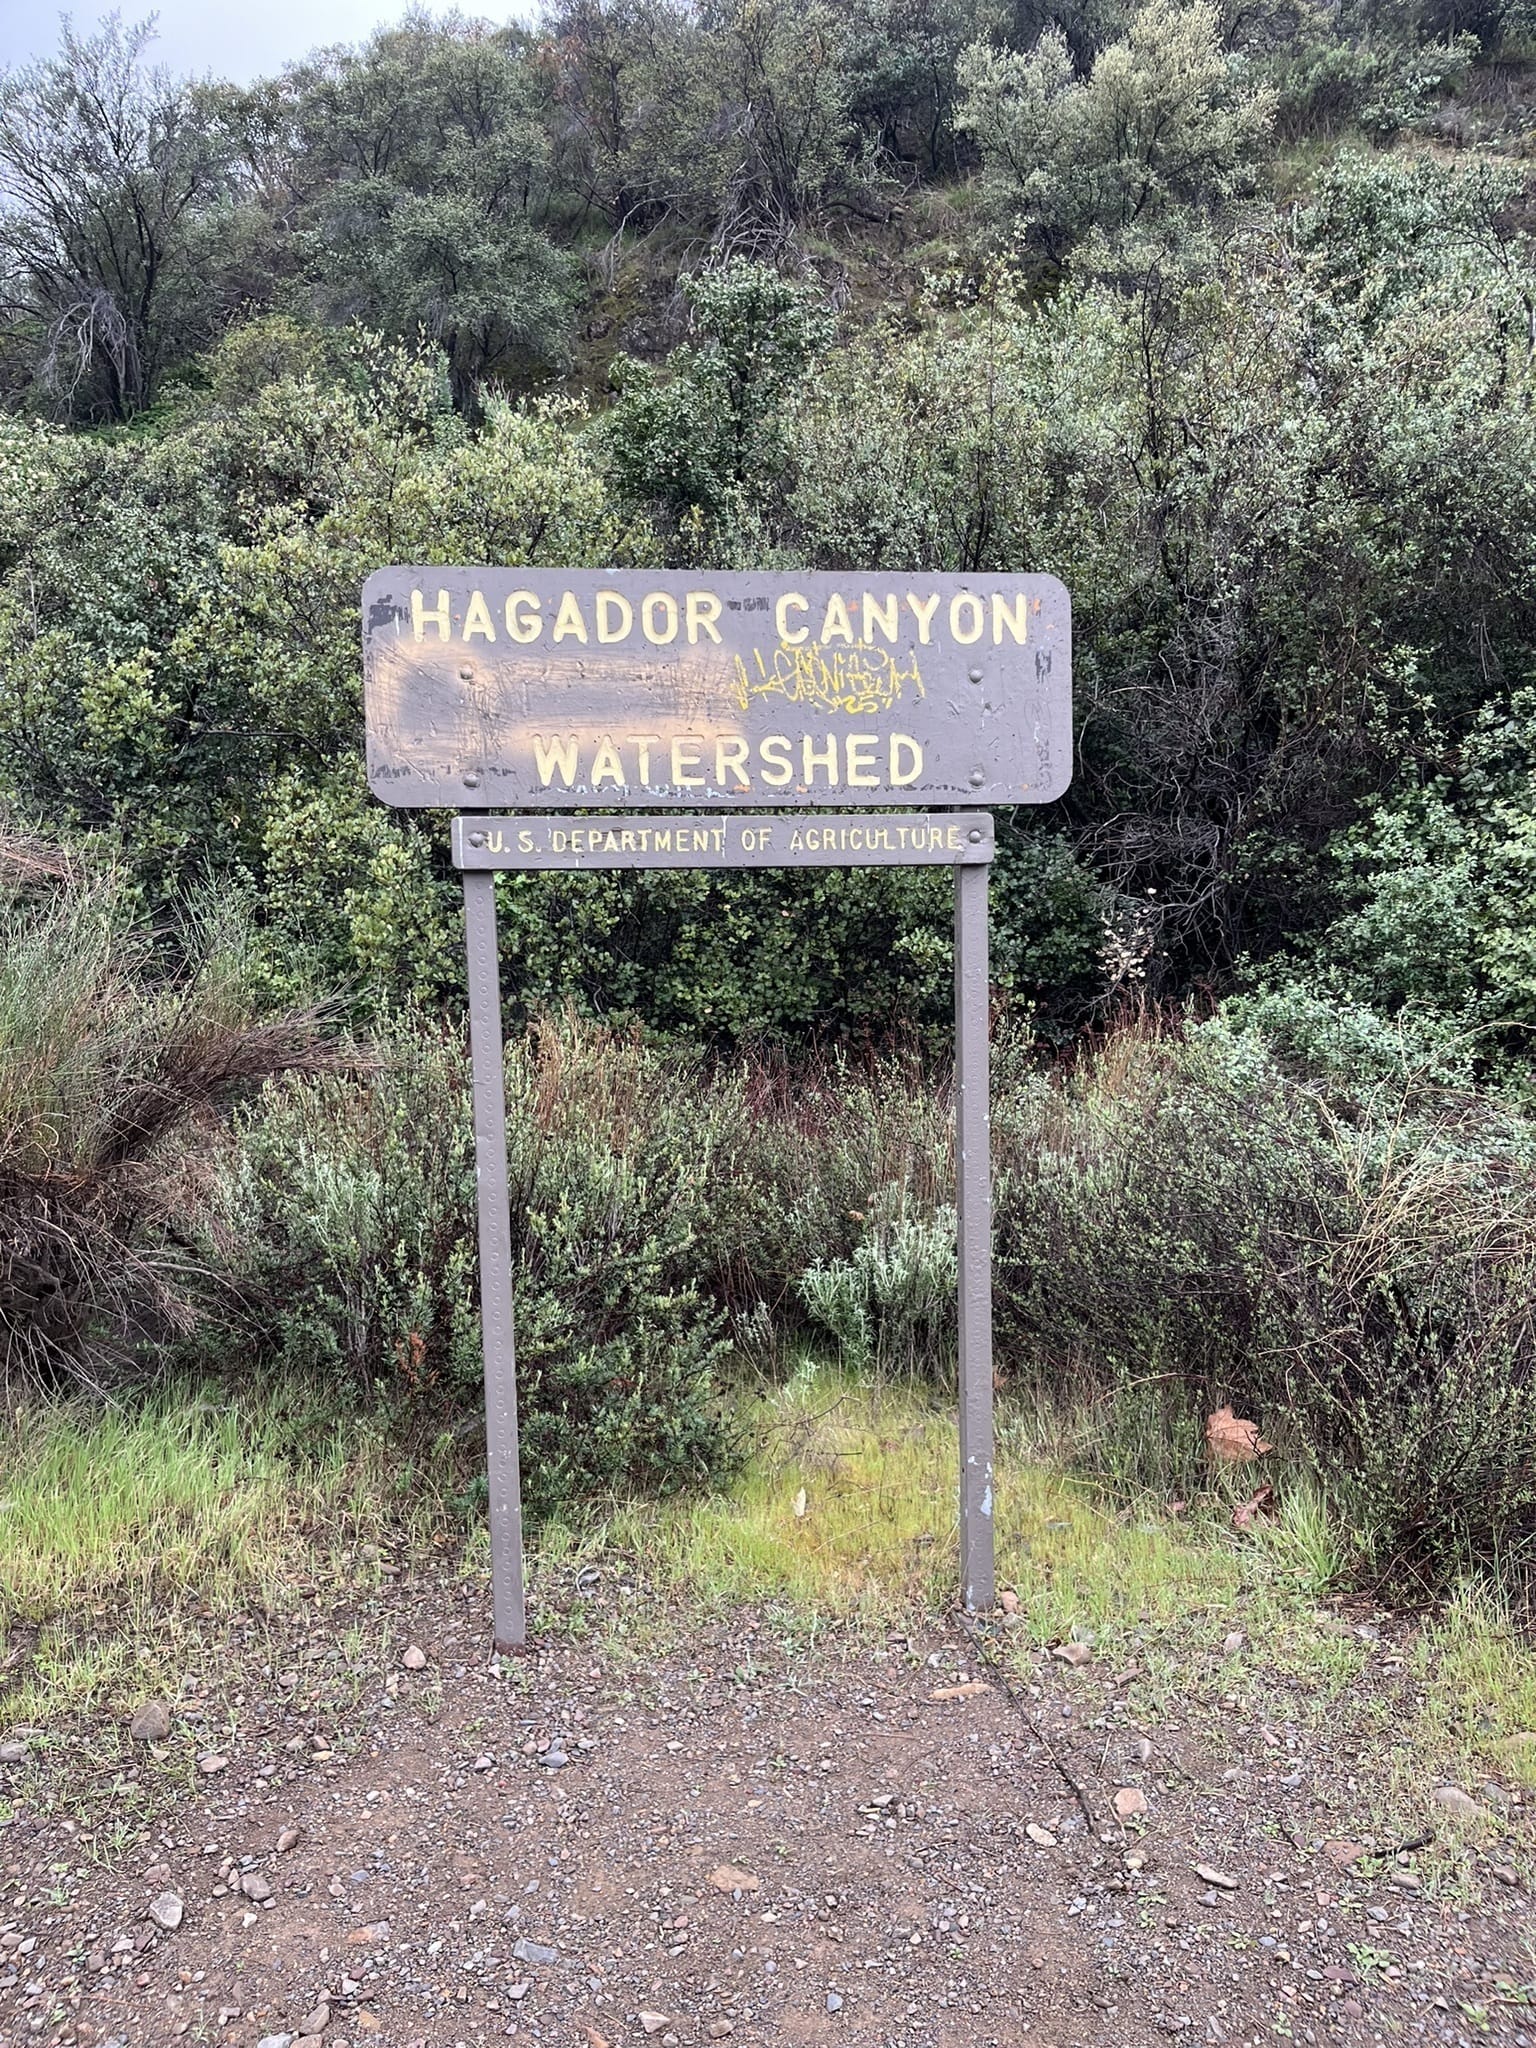 HAGADOR CANYON
WATERSHED
U.S. DEPARTMENT OF AGRICULTURE